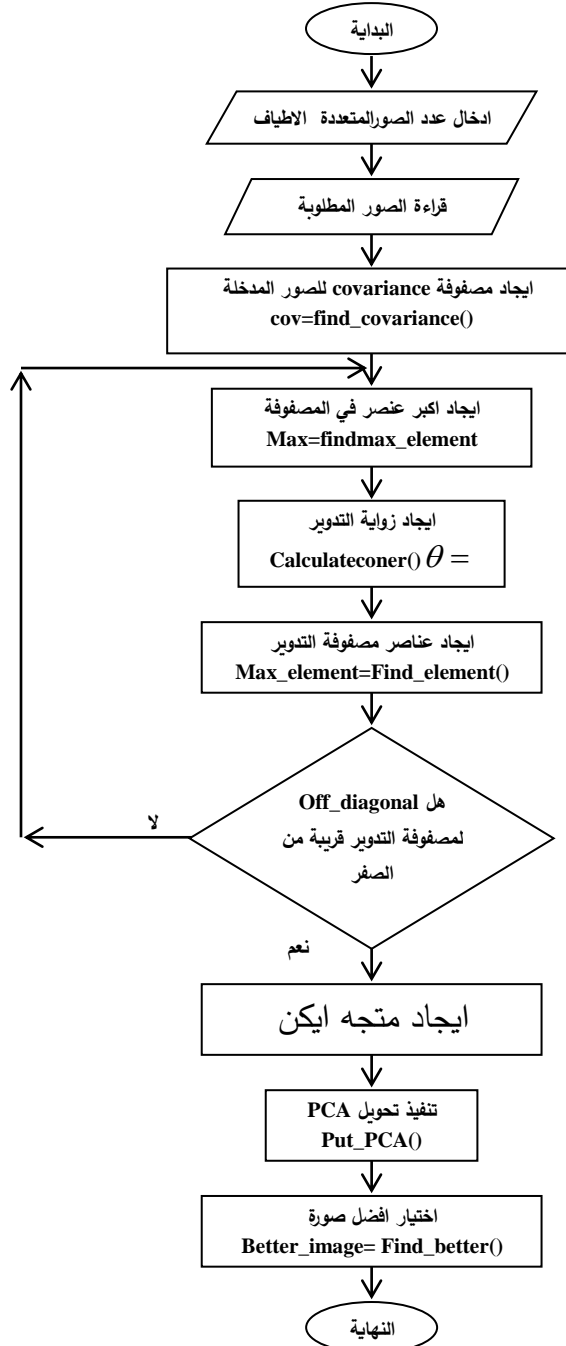 البداية
ادخال عدد الصورالمتعددة الاطياف
قراءة الصور المطلوبة
ايجاد مصفوفة covariance للصور المدخلة
cov=find_covariance()
ايجاد اكبر عنصر في المصفوفة
Max=findmax_element
ايجاد زواية التدوير
Calculateconer() θ =
ايجاد عناصر مصفوفة التدوير
Max_element=Find_element()
هل Off_diagonal
لمصفوفة التدوير قريبة من
الصفر
لا
نعم
ايجاد متجه ايكن
تنفيذ تحويل PCA
Put_PCA()
اختيار افضل صورة
Better_image= Find_better()
النهاية